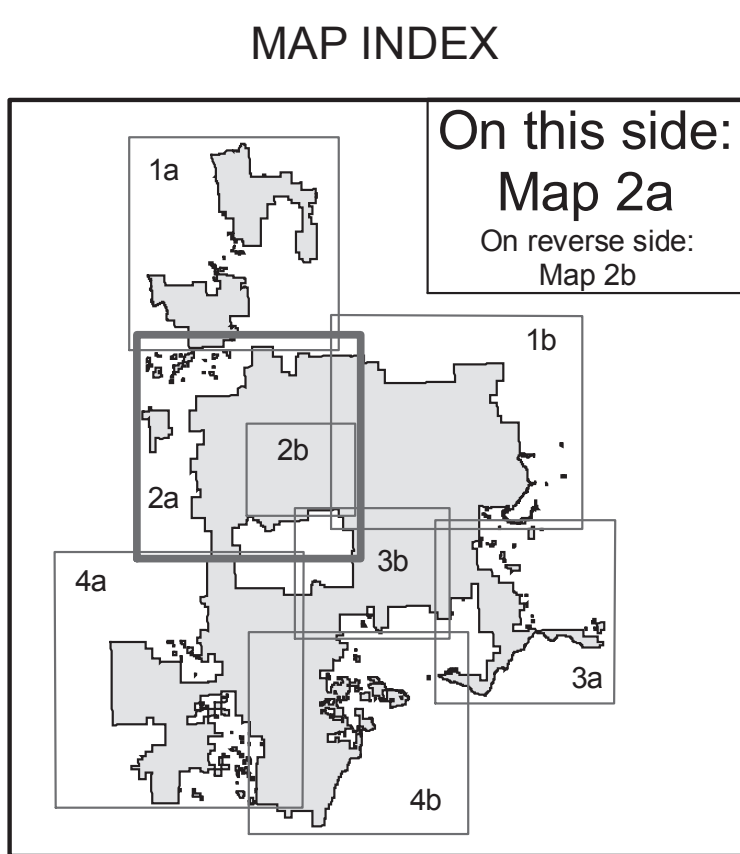 MAP INDEX
On this side:
Map 2a
On reverse side:
Map 2b
1a
1b
2b
2a
3b
4a
3a
4b